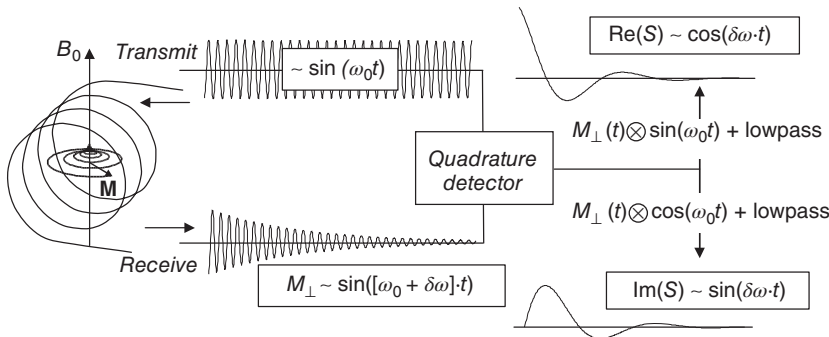 B₀
Transmit
~ sin (ω₀t)
Re(S) ~ cos(δω·t)
M⊥(t)⊗sin(ω₀t) + lowpass
Quadrature
detector
M
M⊥(t)⊗cos(ω₀t) + lowpass
Receive
M⊥ ~ sin([ω₀ + δω]·t)
Im(S) ~ sin(δω·t)